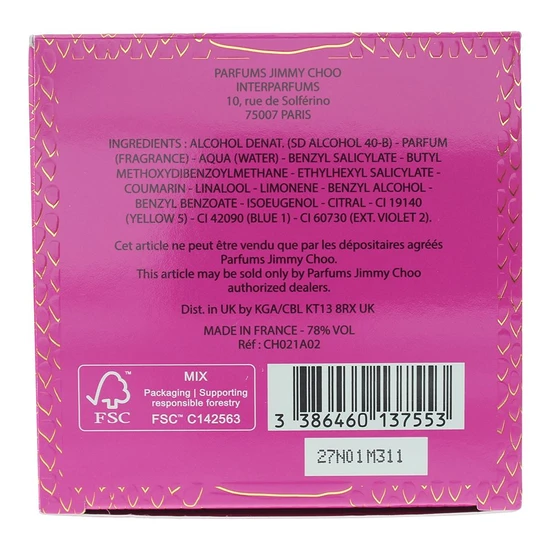 PARFUMS JIMMY CHOO
INTERPARFUMS
10, rue de Solférino
75007 PARIS
INGREDIENTS : ALCOHOL DENAT. (SD ALCOHOL 40-B) - PARFUM
(FRAGRANCE) - AQUA (WATER) - BENZYL SALICYLATE - BUTYL
METHOXYDIBENZOYLMETHANE - ETHYLHEXYL SALICYLATE -
COUMARIN - LINALOOL - LIMONENE - BENZYL ALCOHOL -
BENZYL BENZOATE - ISOEUGENOL - CITRAL - CI 19140
(YELLOW 5) - CI 42090 (BLUE 1) - CI 60730 (EXT. VIOLET 2).
Cet article ne peut être vendu que par les dépositaires agréés
Parfums Jimmy Choo.
This article may be sold only by Parfums Jimmy Choo
authorized dealers.
Dist. in UK by KGA/CBL KT13 8RX UK
MADE IN FRANCE - 78% VOL
Réf : CH021A02
FSC
MIX
Packaging | Supporting
responsible forestry
FSC™ C142563
3 386460 137553
27N01M311